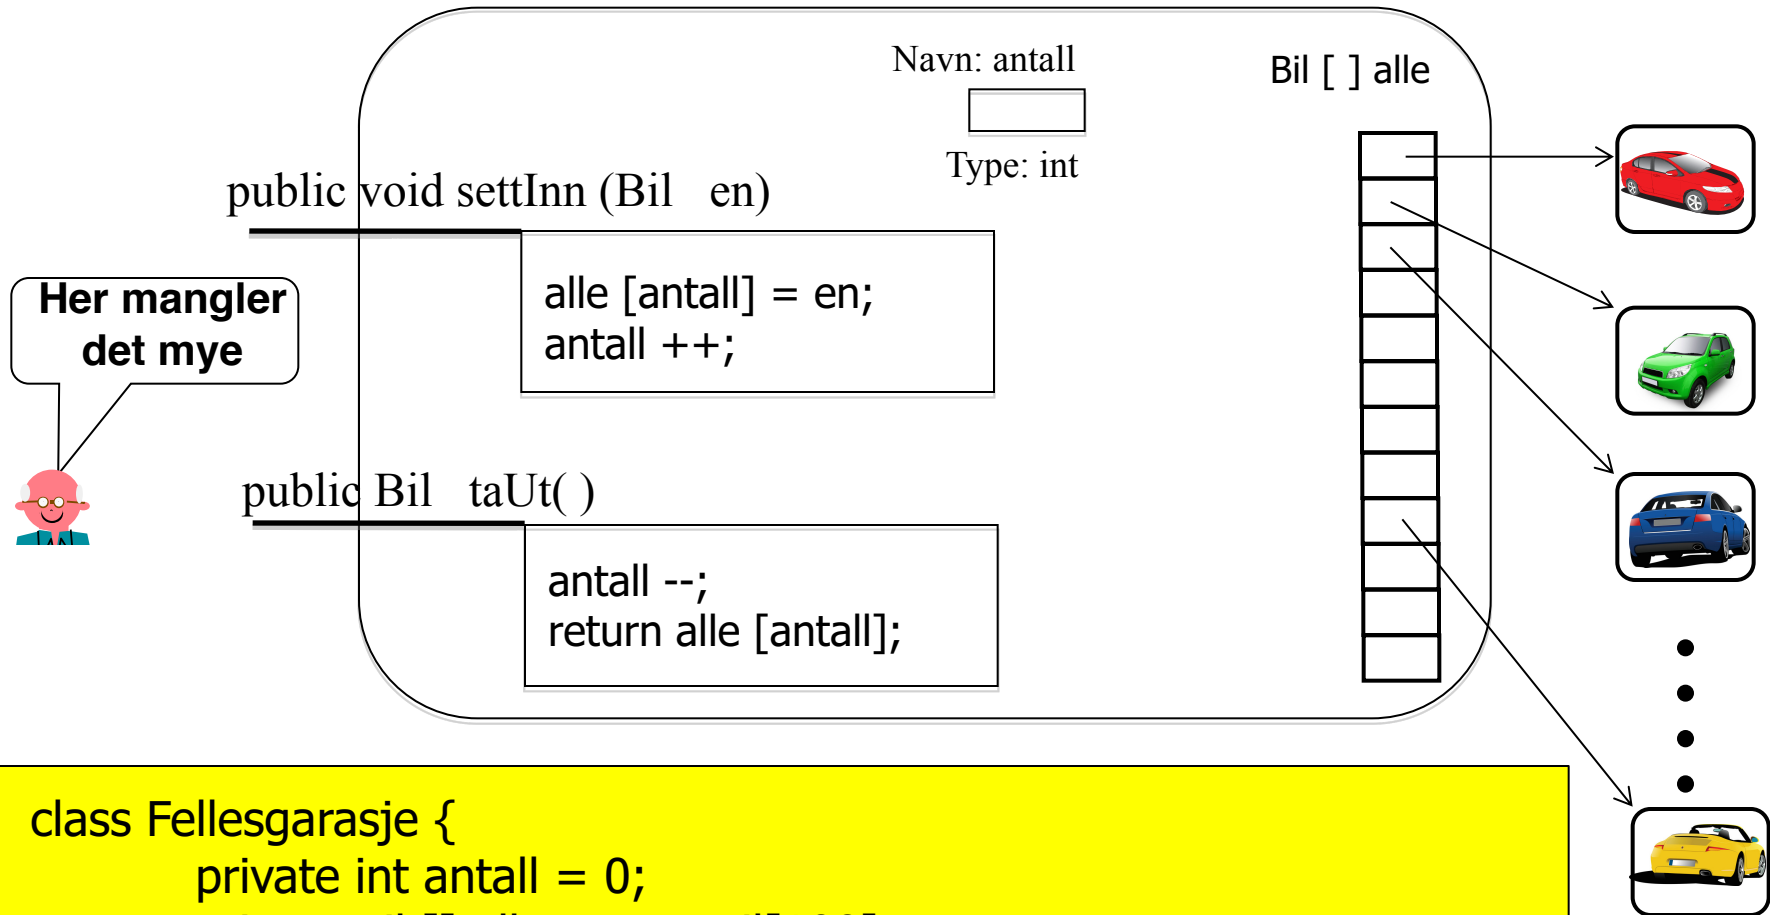 Navn: antall
Bil [ ] alle
Type: int
public void settInn (Bil en)
alle [antall] = en;
antall ++;
Her mangler
det mye
public Bil taUt( )
antall --;
return alle [antall];
class Fellesgarasje {
private int antall = 0;